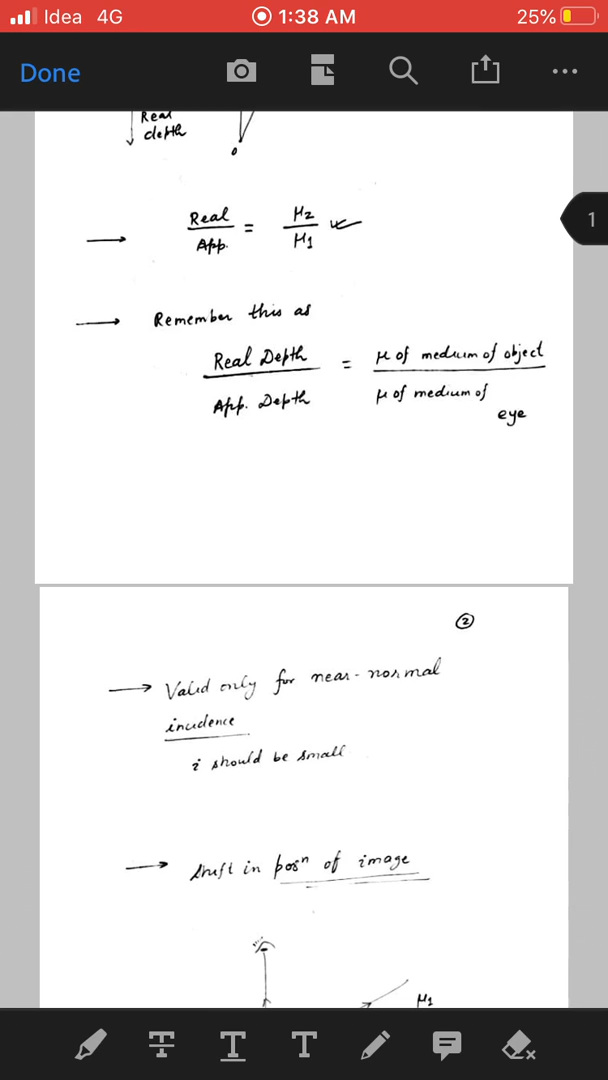 Idea 4G 1:38 AM 25%
Done
Real
depth
0
→ Real/App. = μ2/μ1
1
→ Remember this as
Real Depth/App. Depth = μ of medium of object/μ of medium of eye
②
→ Valid only for near-normal
incidence
i should be small
→ shift in posⁿ of image
μ1